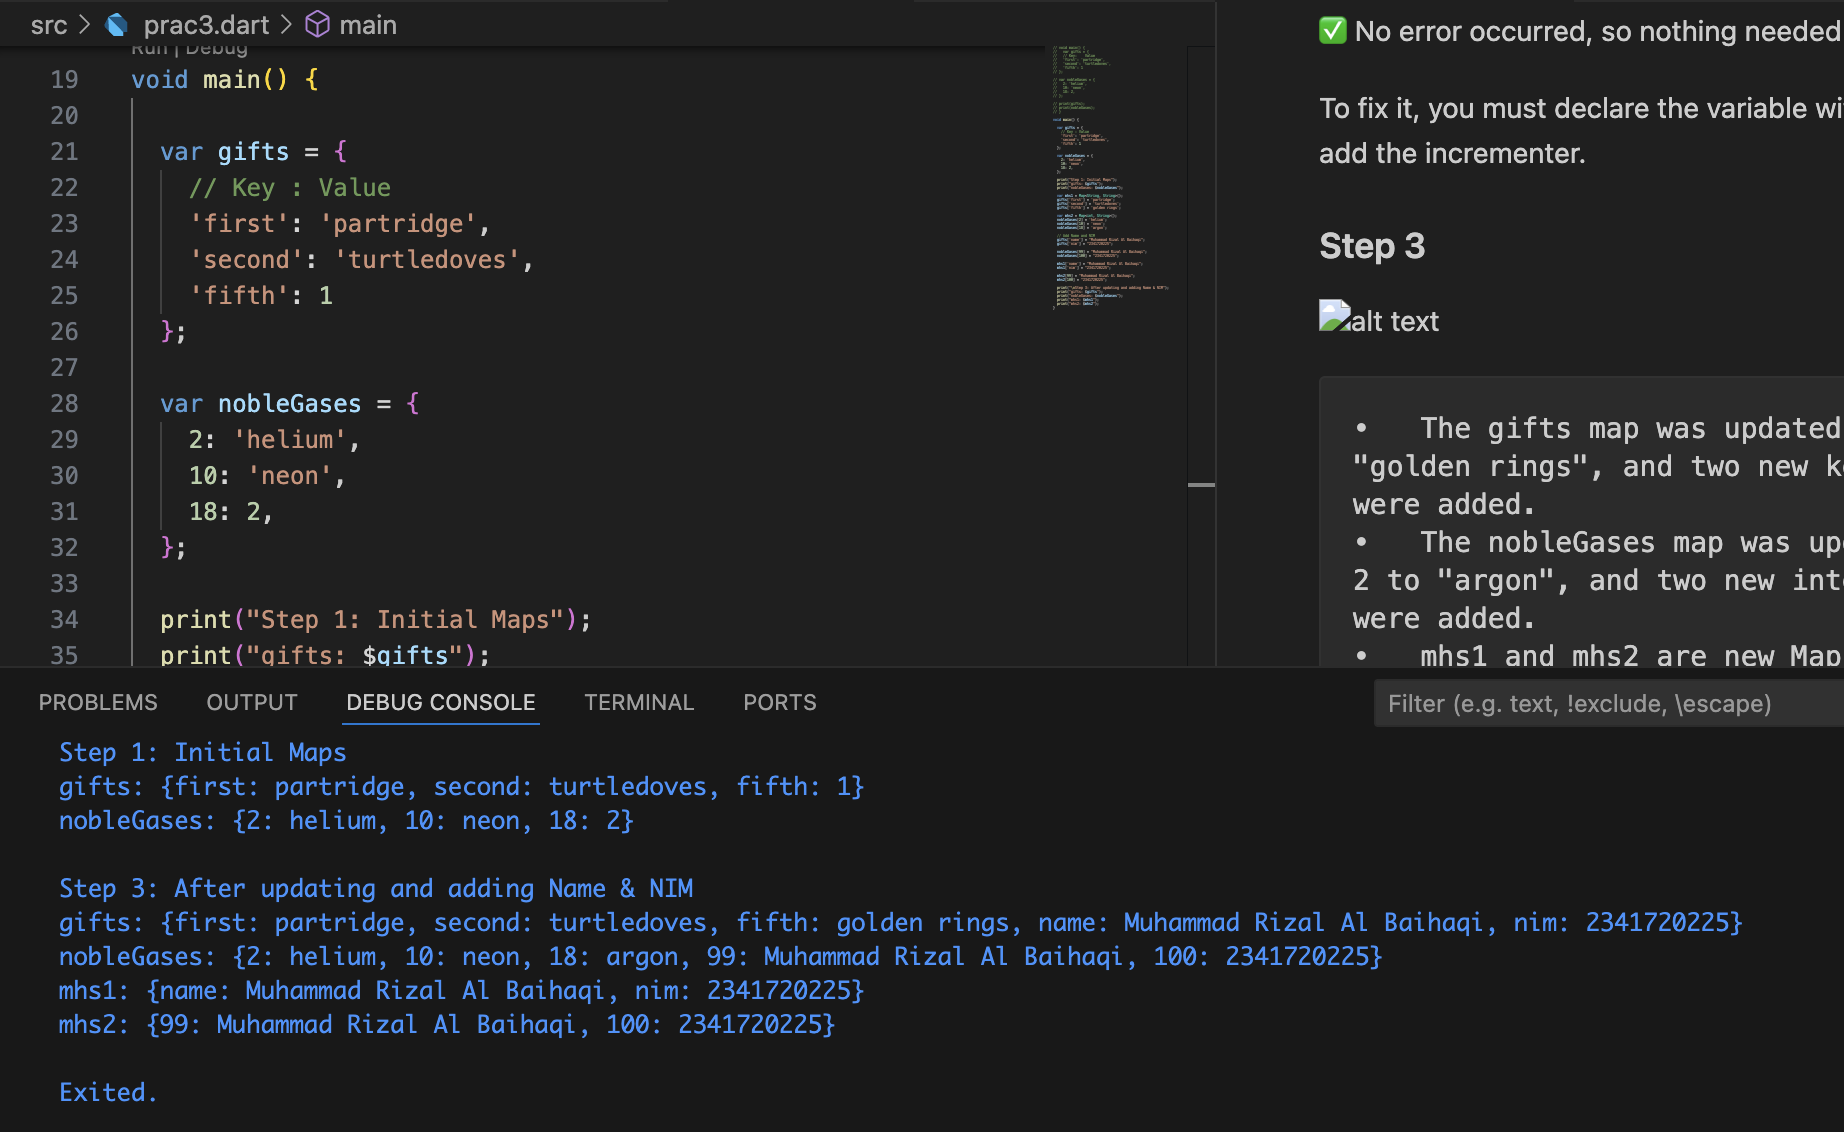 src > prac3.dart > main
Run | Debug
19 void main() {
20
21 var gifts = {
22 // Key : Value
23 'first': 'partridge',
24 'second': 'turtledoves',
25 'fifth': 1
26 };
27
28 var nobleGases = {
29 2: 'helium',
30 10: 'neon',
31 18: 2,
32 };
33
34 print("Step 1: Initial Maps");
35 print("gifts: $gifts");
✅ No error occurred, so nothing needed
To fix it, you must declare the variable wi
add the incrementer.
Step 3
alt text
• The gifts map was updated
"golden rings", and two new k
were added.
• The nobleGases map was up
2 to "argon", and two new int
were added.
• mhs1 and mhs2 are new Map
PROBLEMS OUTPUT DEBUG CONSOLE TERMINAL PORTS
Filter (e.g. text, !exclude, \escape)
Step 1: Initial Maps
gifts: {first: partridge, second: turtledoves, fifth: 1}
nobleGases: {2: helium, 10: neon, 18: 2}
Step 3: After updating and adding Name & NIM
gifts: {first: partridge, second: turtledoves, fifth: golden rings, name: Muhammad Rizal Al Baihaqi, nim: 2341720225}
nobleGases: {2: helium, 10: neon, 18: argon, 99: Muhammad Rizal Al Baihaqi, 100: 2341720225}
mhs1: {name: Muhammad Rizal Al Baihaqi, nim: 2341720225}
mhs2: {99: Muhammad Rizal Al Baihaqi, 100: 2341720225}
Exited.